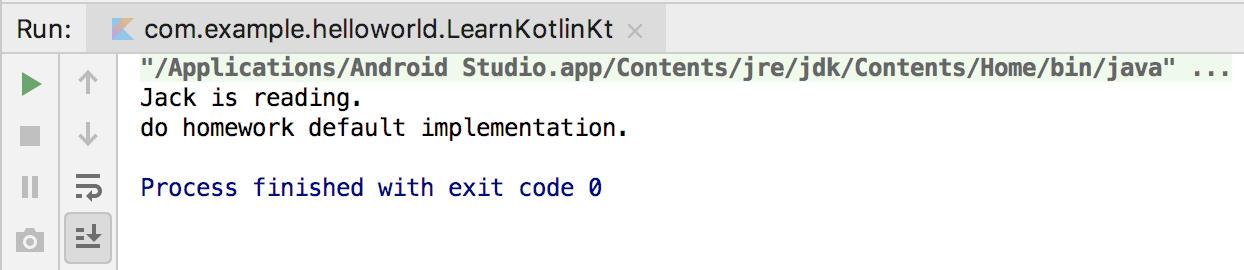 Run: com.example.helloworld.LearnKotlinKt
"/Applications/Android Studio.app/Contents/jre/jdk/Contents/Home/bin/java" ...
Jack is reading.
do homework default implementation.
Process finished with exit code 0